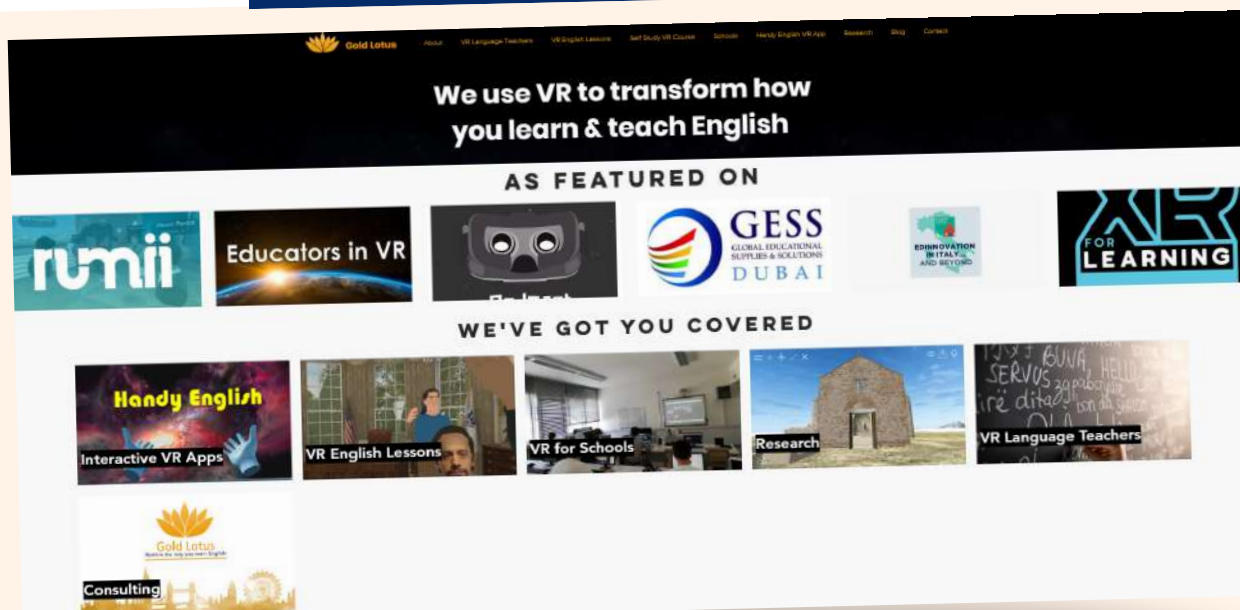 Gold Lotus
About VR Language Teachers VR English Lessons Self Study VR Course Schools Handy English VR App Research Blog Contact
We use VR to transform how
you learn & teach English
AS FEATURED ON
rumii
Educators in VR
GESS
GLOBAL EDUCATIONAL
SUPPLIES & SOLUTIONS
DUBAI
EDINNOVATION
IN ITALY...
AND BEYOND
XR
FOR
LEARNING
WE'VE GOT YOU COVERED
Handy English
Interactive VR Apps
VR English Lessons
VR for Schools
Research
BUNĂ, HELLO
SERVUS
VR Language Teachers
Gold Lotus
Consulting